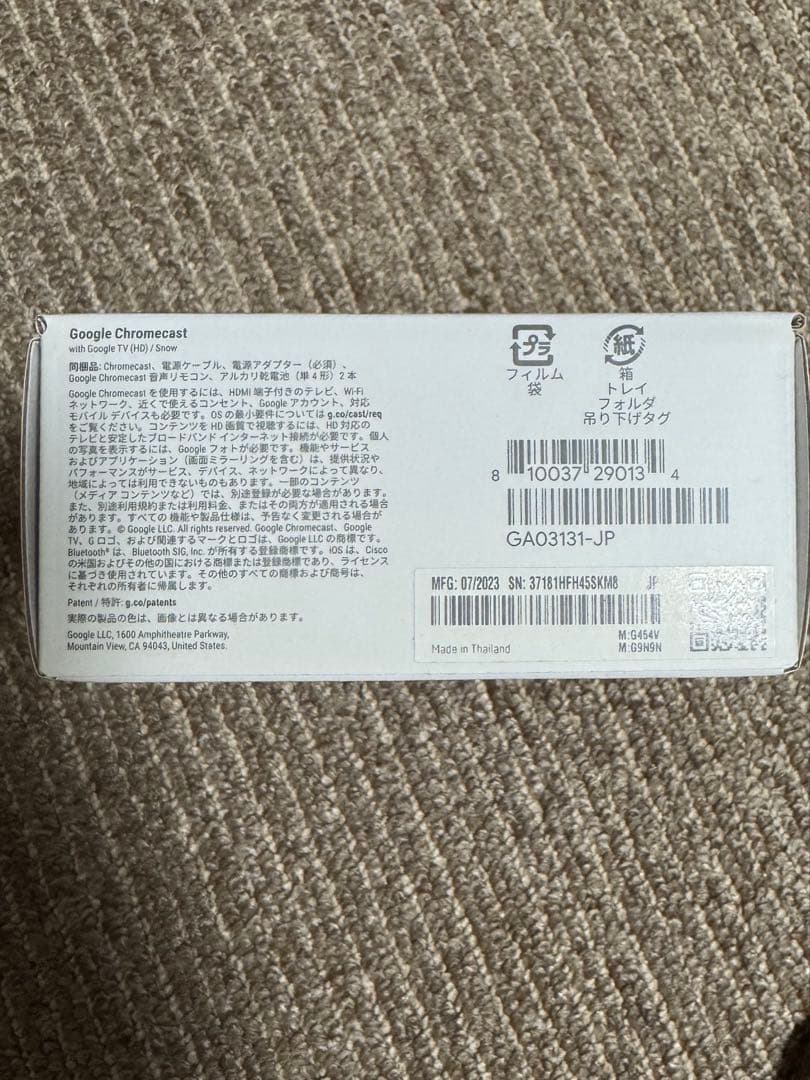 Google Chromecast
with Google TV (HD) / Snow
同梱品: Chromecast、電源ケーブル、電源アダプター（必須）、
Google Chromecast 音声リモコン、アルカリ乾電池（単 4 形）2 本
Google Chromecast を使用するには、HDMI 端子付きのテレビ、Wi-Fi
ネットワーク、近くで使えるコンセント、Google アカウント、対応
モバイル デバイスも必要です。OS の最小要件については g.co/cast/req
をご覧ください。コンテンツを HD 画質で視聴するには、HD 対応の
テレビと安定したブロードバンド インターネット接続が必要です。個人
の写真を表示するには、Google フォトが必要です。機能やサービス
およびアプリケーション（画面ミラーリングを含む）は、提供状況や
パフォーマンスがサービス、デバイス、ネットワークによって異なり、
地域によっては利用できないものもあります。一部のコンテンツ
（メディア コンテンツなど）では、別途登録が必要な場合があります。
また、別途利用規約または利用料金、またはその両方が適用される場合
があります。すべての 機能や製品仕様は、予告なく変更される場合が
あります。© Google LLC. All rights reserved. Google Chromecast、Google
TV、G ロゴ、および関連するマークとロゴは、Google LLC の商標です。
Bluetooth® は、Bluetooth SIG, Inc. が所有する登録商標です。iOS は、Cisco
の米国およびその他の国における商標または登録商標であり、ライセンス
に基づき使用されています。その他のすべての商標および商号は、
それぞれの所有者に帰属します。
Patent / 特許: g.co/patents
実際の製品の色は、画像とは異なる場合があります。
Google LLC, 1600 Amphitheatre Parkway,
Mountain View, CA 94043, United States.
プラ
フィルム
袋
紙
箱
トレイ
フォルダ
吊り下げタグ
8 10037 29013 4
GA03131-JP
MFG: 07/2023 SN: 37181HFH45SKM8 JP
Made in Thailand
M:G454V
M:G9N9N